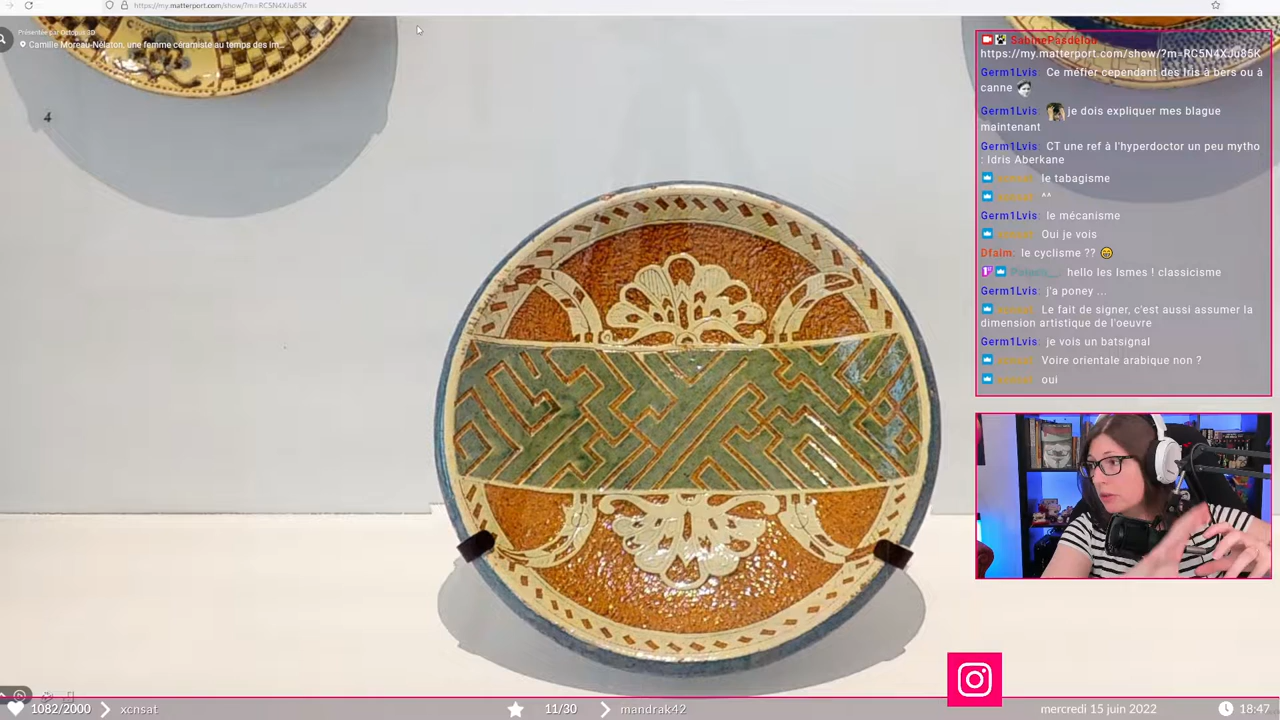 https://my.matterport.com/show/?m=RC5N4XJu85K
Présentée par Octopus 3D
Camille Moreau-Nélaton, une femme céramiste au temps des im...
4
SabinePasdelou
https://my.matterport.com/show/?m=RC5N4XJu85K
Germ1Lvis: Ce méfier cependant des Iris à bers ou à
canne
Germ1Lvis: je dois expliquer mes blague
maintenant
Germ1Lvis: CT une ref à l'hyperdoctor un peu mytho
: Idris Aberkane
le tabagisme
^^
Germ1Lvis: le mécanisme
Oui je vois
Dfalm: le cyclisme ??
hello les Ismes ! classicisme
Germ1Lvis: j'a poney ...
Le fait de signer, c'est aussi assumer la
dimension artistique de l'oeuvre
Germ1Lvis: je vois un batsignal
Voire orientale arabique non ?
oui
1082/2000
xcnsat
11/30
mandrak42
mercredi 15 juin 2022
18:47